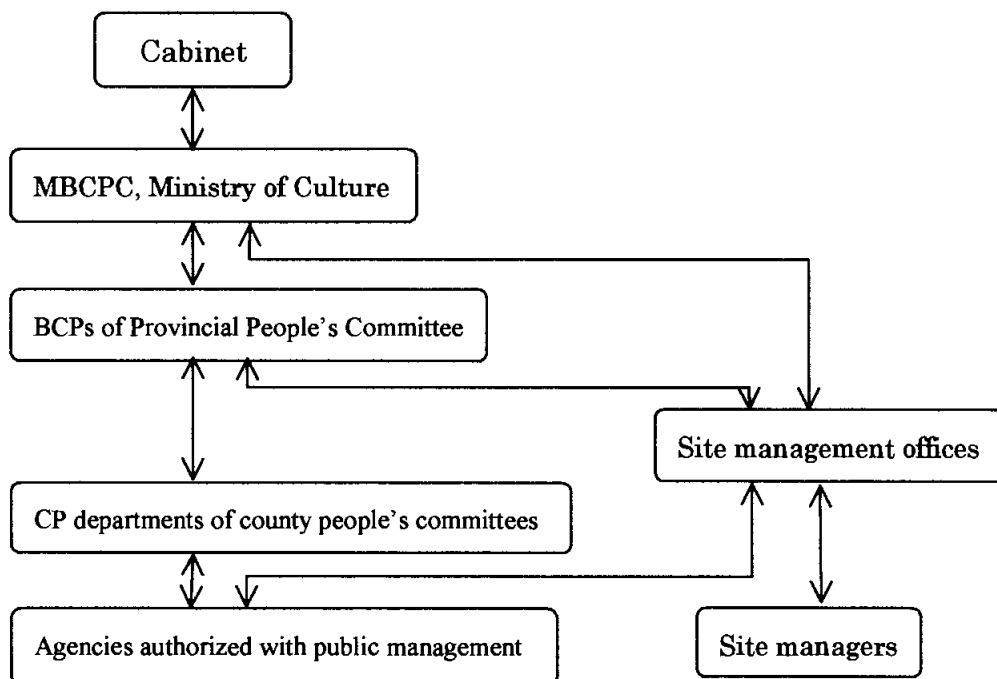 Cabinet
MBCPC, Ministry of Culture
BCPs of Provincial People's Committee
Site management offices
CP departments of county people's committees
Agencies authorized with public management
Site managers